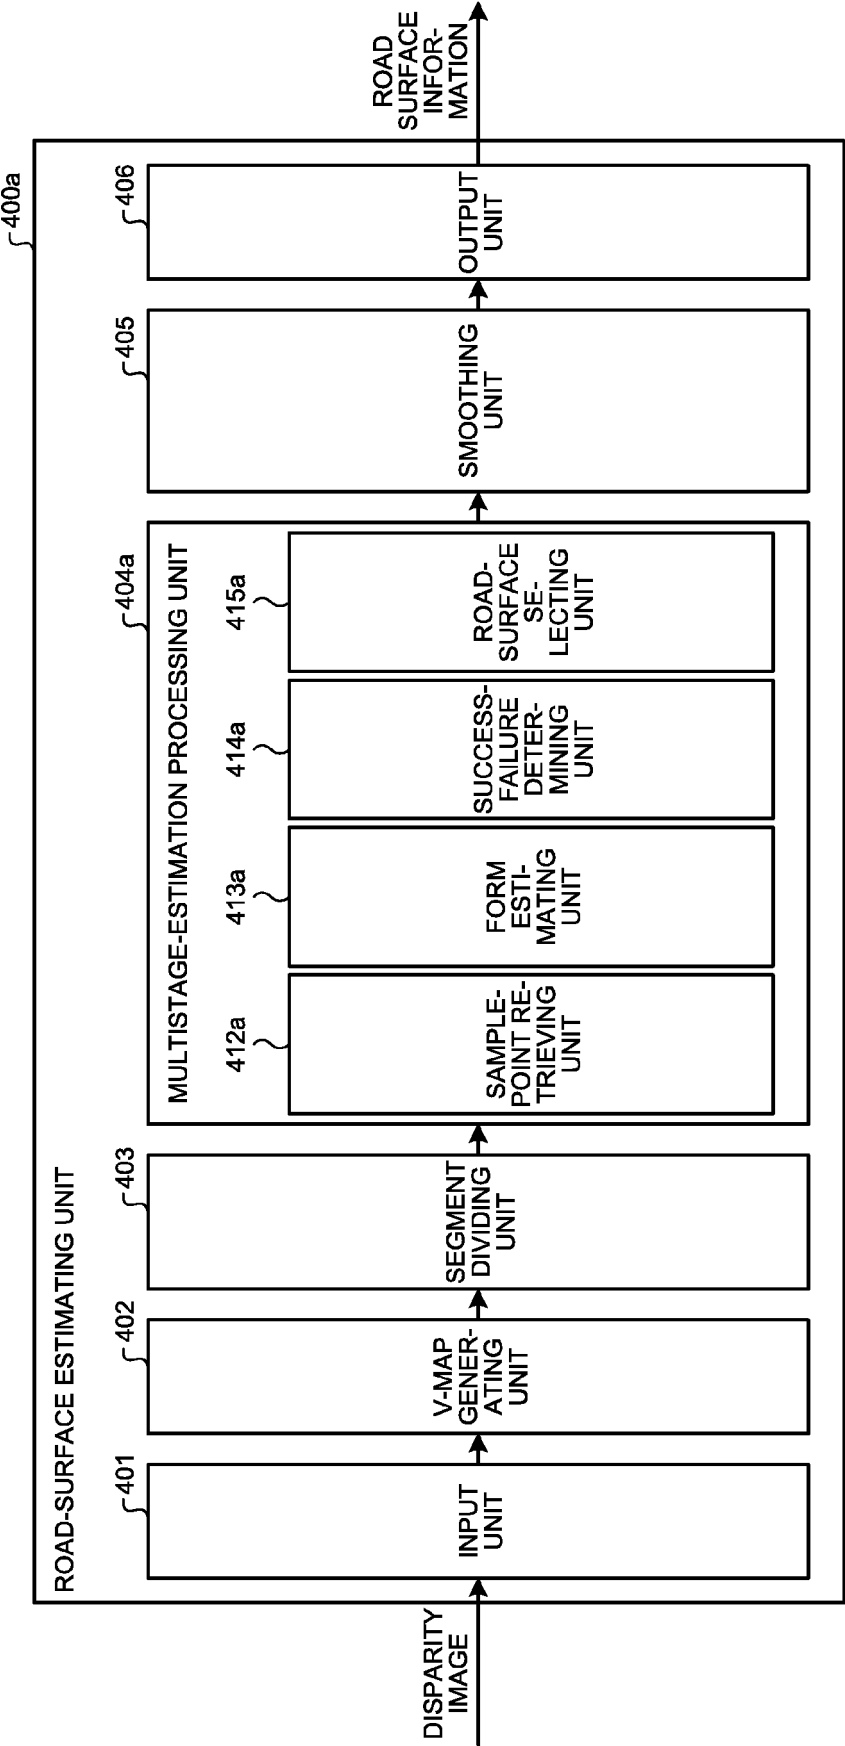 400a
ROAD-SURFACE ESTIMATING UNIT
DISPARITY
IMAGE
401
INPUT
UNIT
402
V-MAP
GENER-
ATING
UNIT
403
SEGMENT
DIVIDING
UNIT
404a
MULTISTAGE-ESTIMATION PROCESSING UNIT
412a
SAMPLE-
POINT RE-
TRIEVING
UNIT
413a
FORM
ESTI-
MATING
UNIT
414a
SUCCESS-
FAILURE
DETER-
MINING
UNIT
415a
ROAD-
SURFACE
SE-
LECTING
UNIT
405
SMOOTHING
UNIT
406
OUTPUT
UNIT
ROAD
SURFACE
INFOR-
MATION